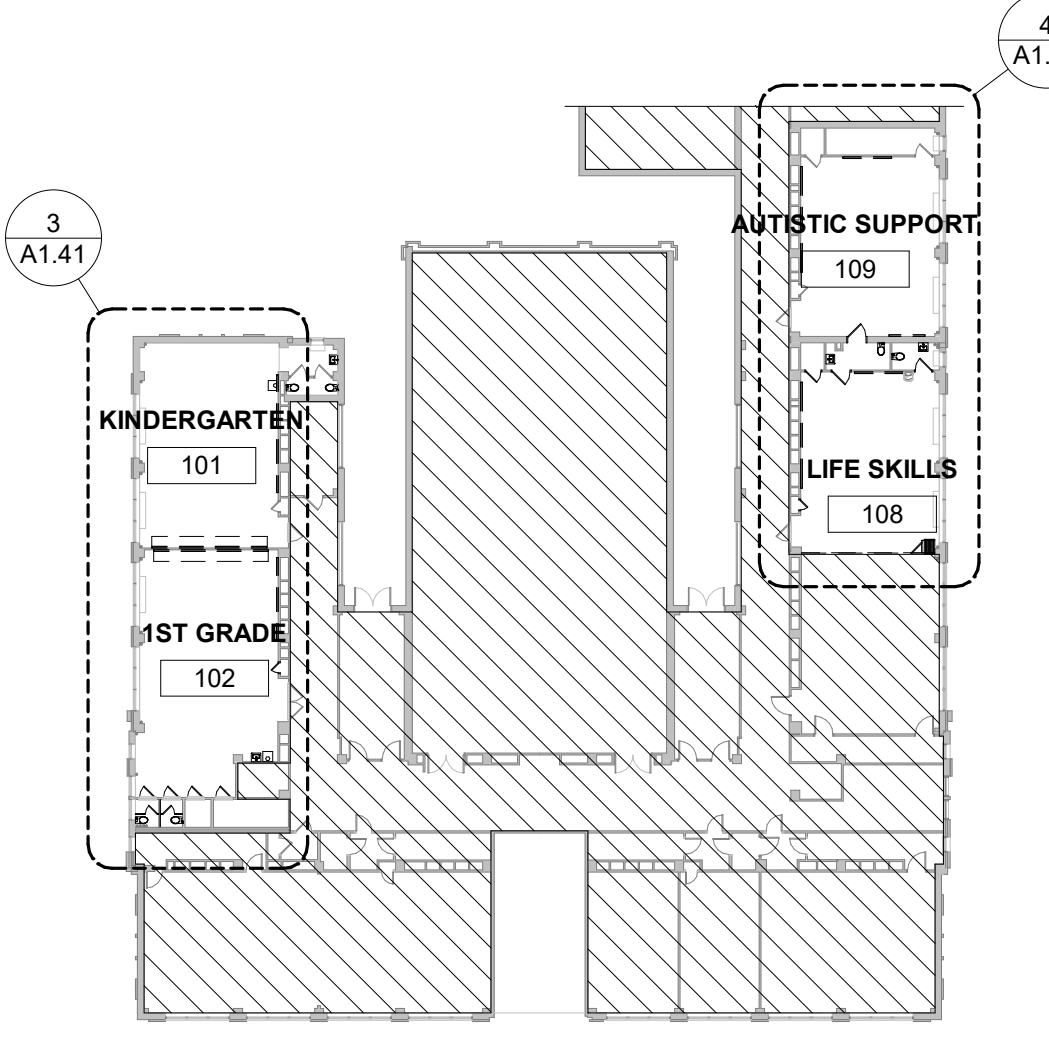 4
A1.
3
A1.41
AUTISTIC SUPPORT
109
KINDERGARTEN
101
LIFE SKILLS
108
1ST GRADE
102